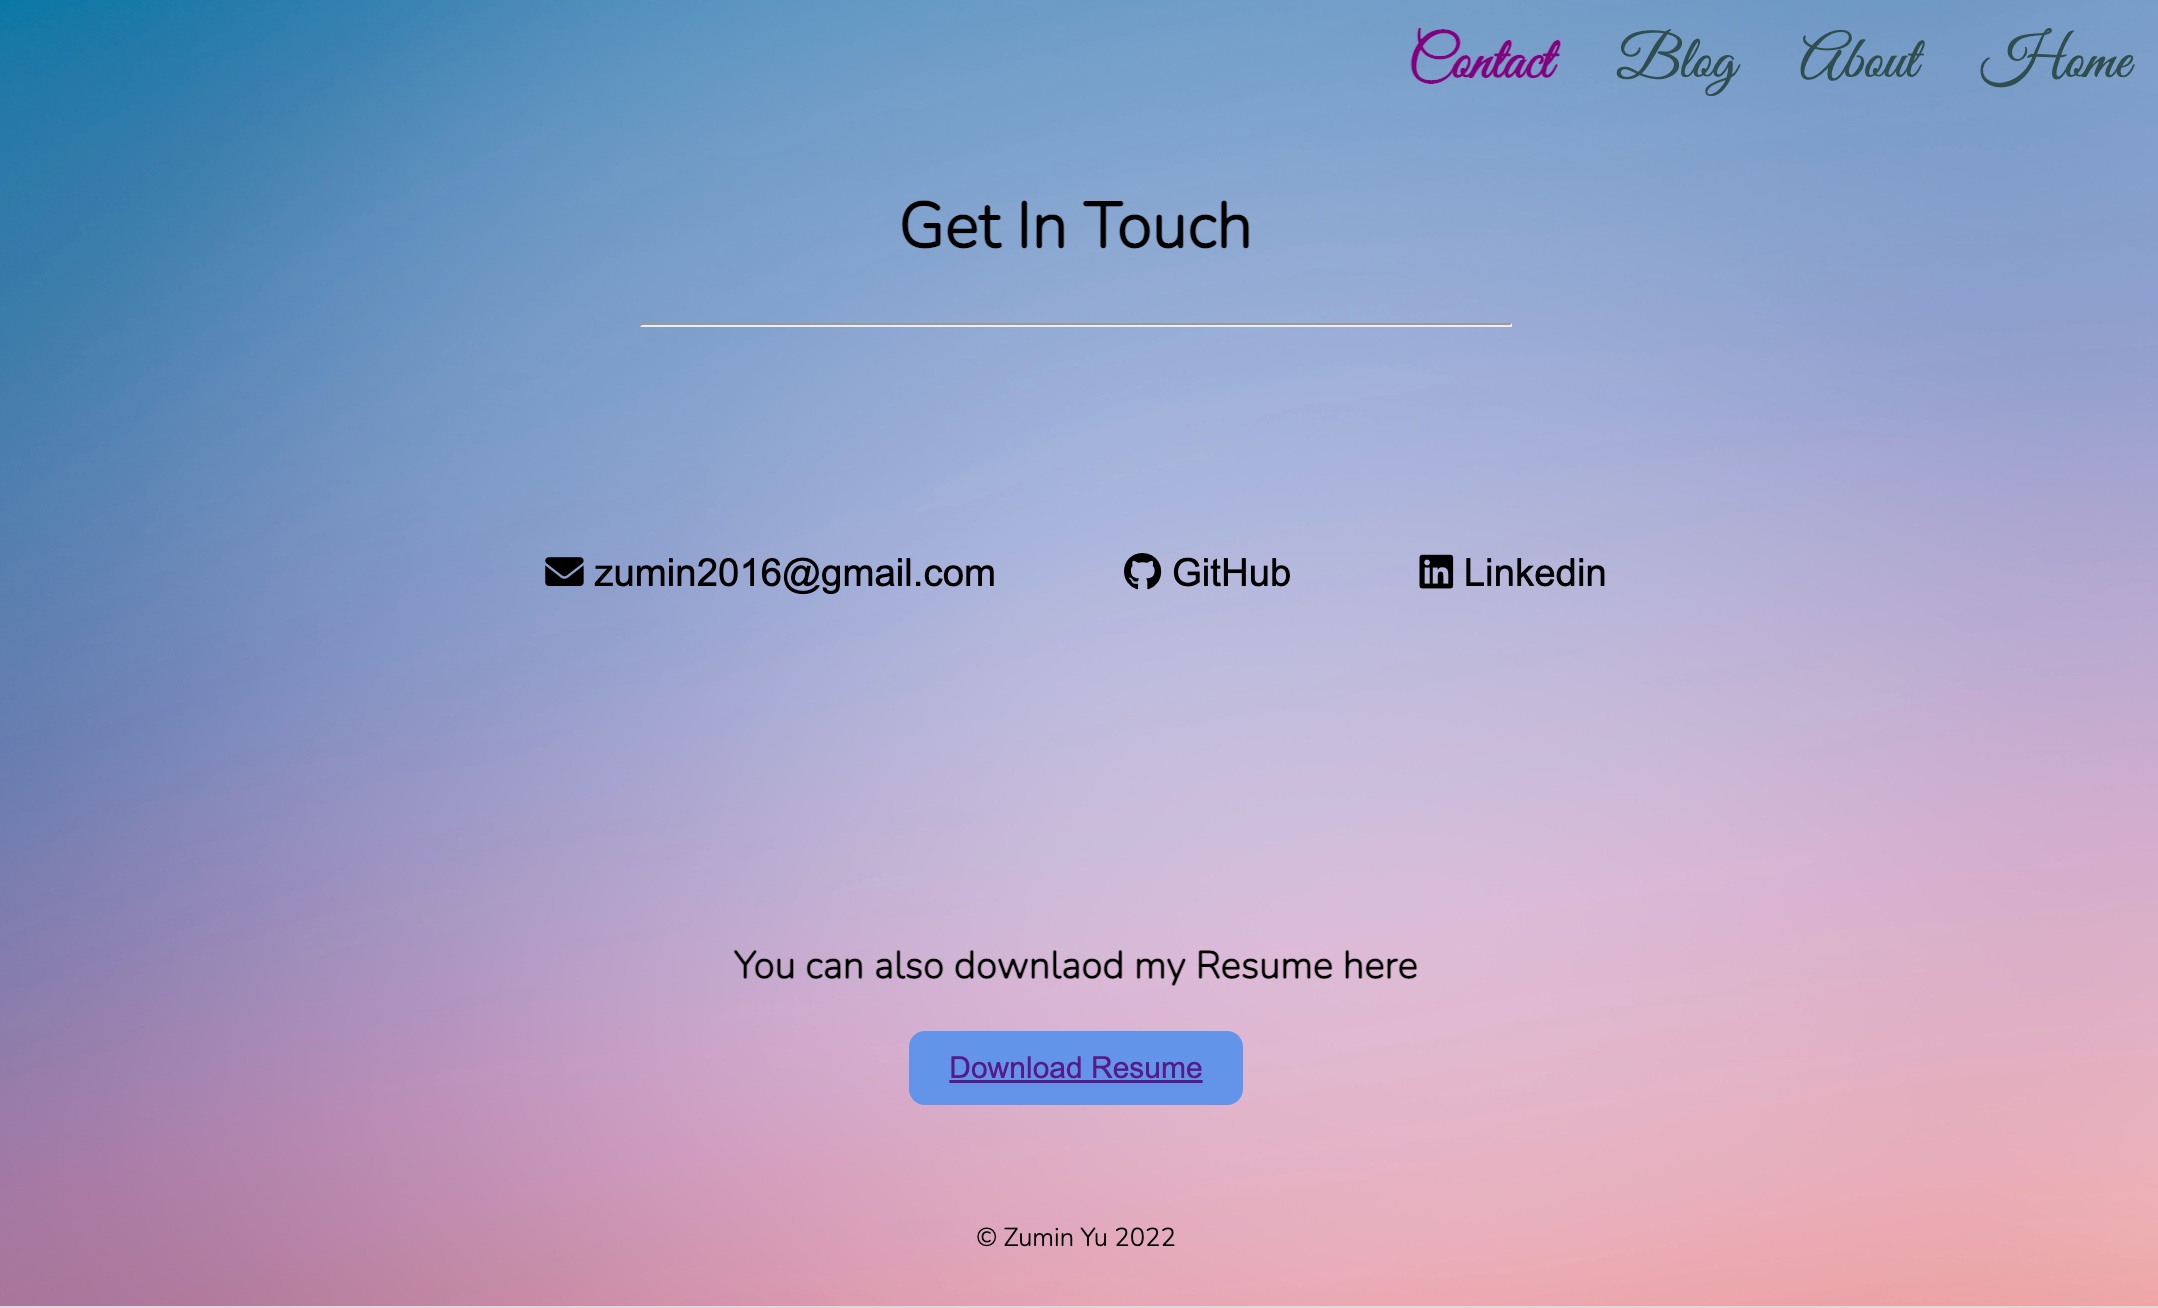 Contact Blog About Home
Get In Touch
zumin2016@gmail.com GitHub Linkedin
You can also downlaod my Resume here
Download Resume
© Zumin Yu 2022